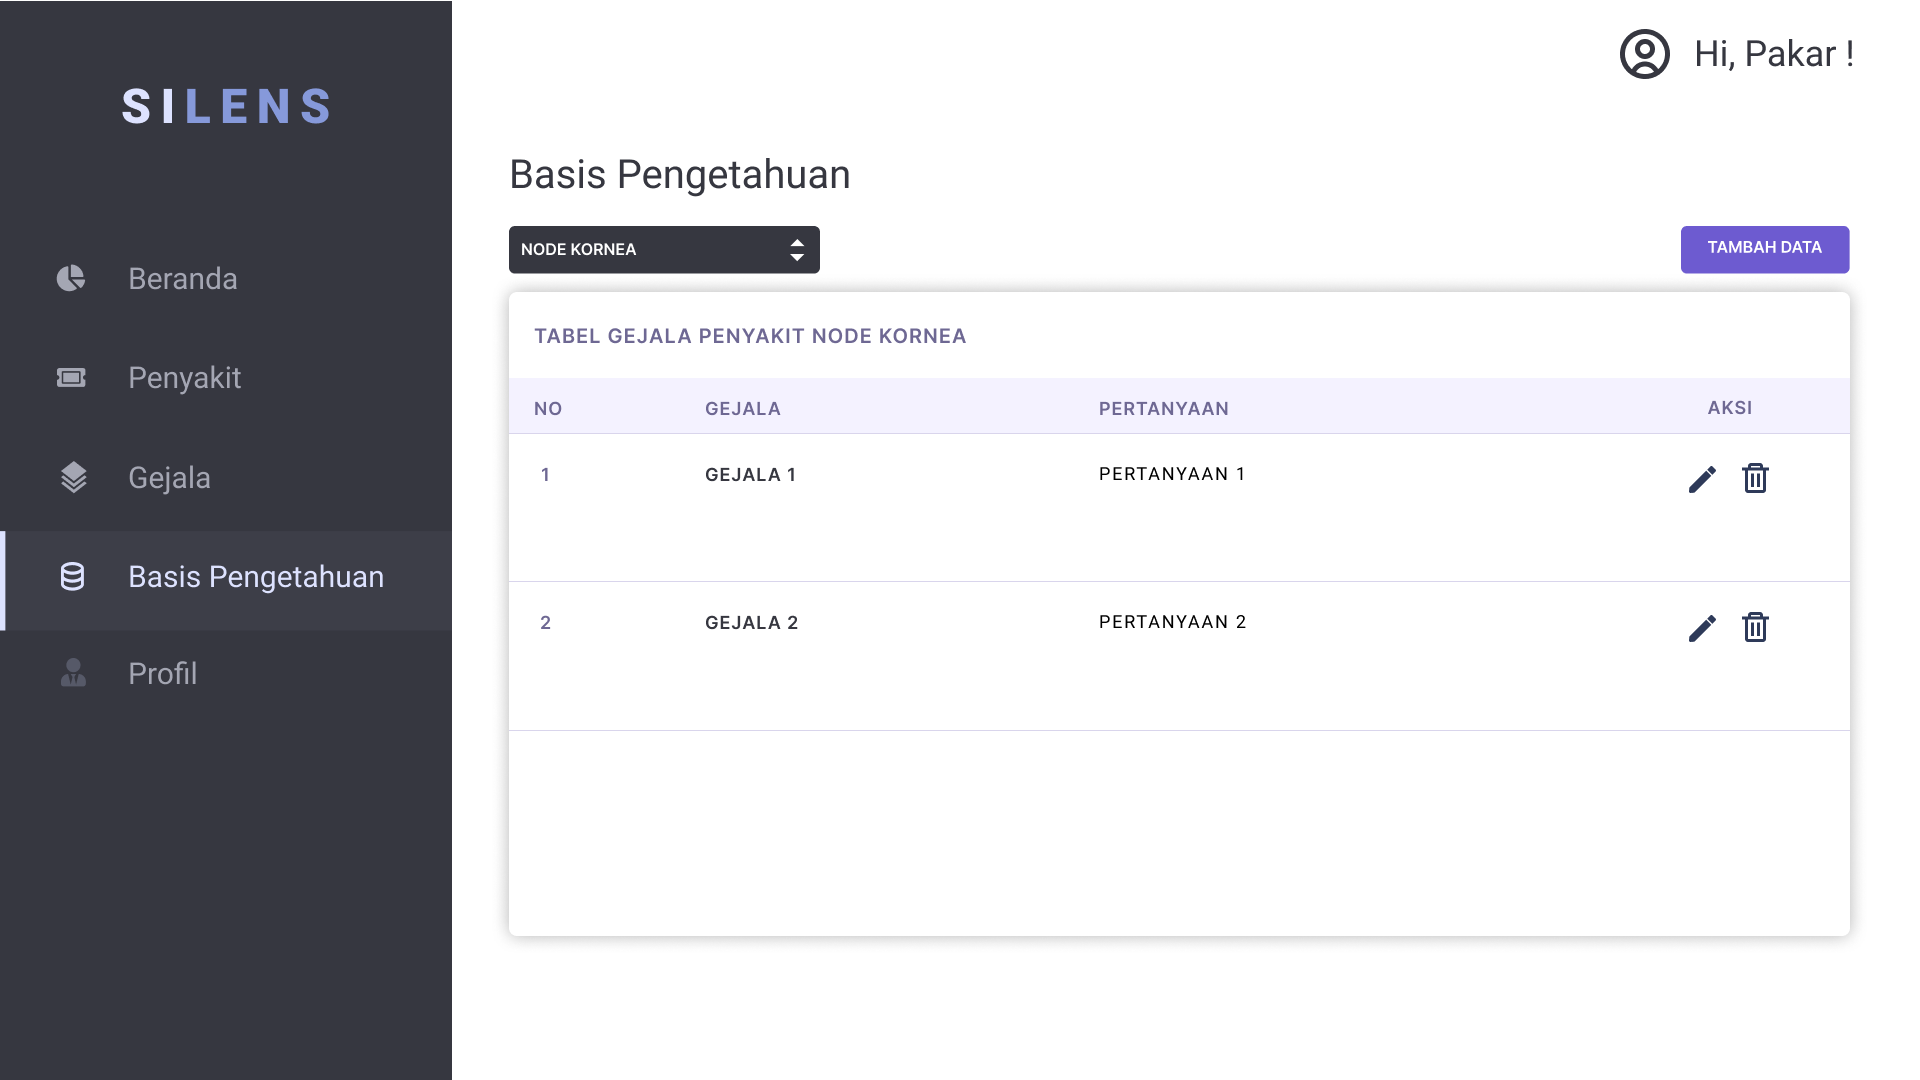 SILENS
Hi, Pakar !
Beranda
Penyakit
Gejala
Basis Pengetahuan
Profil
Basis Pengetahuan
NODE KORNEA
TAMBAH DATA
TABEL GEJALA PENYAKIT NODE KORNEA
NO GEJALA PERTANYAAN AKSI
1 GEJALA 1 PERTANYAAN 1
2 GEJALA 2 PERTANYAAN 2